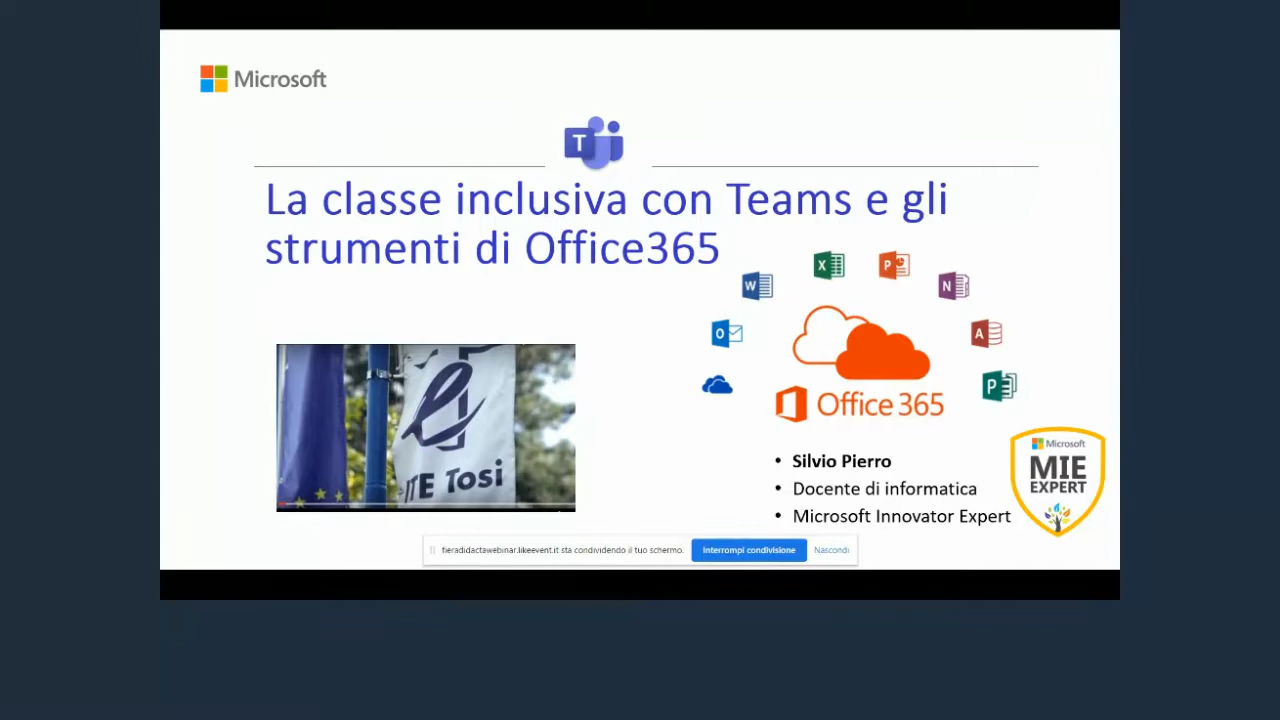 Microsoft
T
La classe inclusiva con Teams e gli
strumenti di Office365
X
P
W
N
O
A
P
Office 365
ITE Tosi
• Silvio Pierro
• Docente di informatica
• Microsoft Innovator Expert
Microsoft
MIE
EXPERT
fieradidactawebinar.likeevent.it sta condividendo il tuo schermo.
Interrompi condivisione
Nascondi